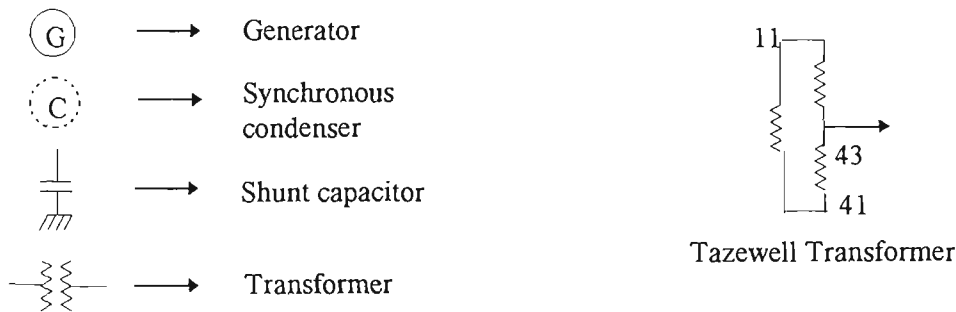 G
Generator
C
Synchronous
condenser
Shunt capacitor
Transformer
11
43
41
Tazewell Transformer